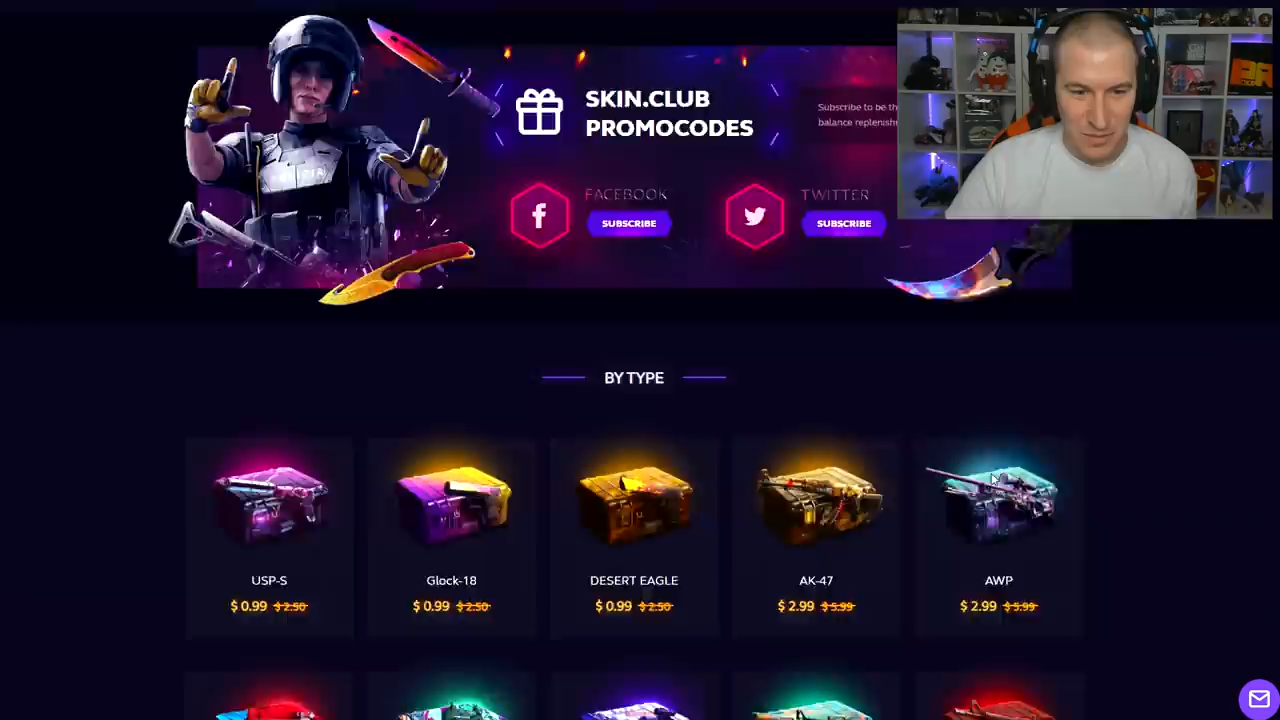 SKIN.CLUB
PROMOCODES
Subscribe to be th
balance replenish
FACEBOOK
SUBSCRIBE
TWITTER
SUBSCRIBE
BY TYPE
USP-S
$ 0.99 $ 2.50
Glock-18
$ 0.99 $ 2.50
DESERT EAGLE
$ 0.99 $ 2.50
AK-47
$ 2.99 $ 5.99
AWP
$ 2.99 $ 5.99